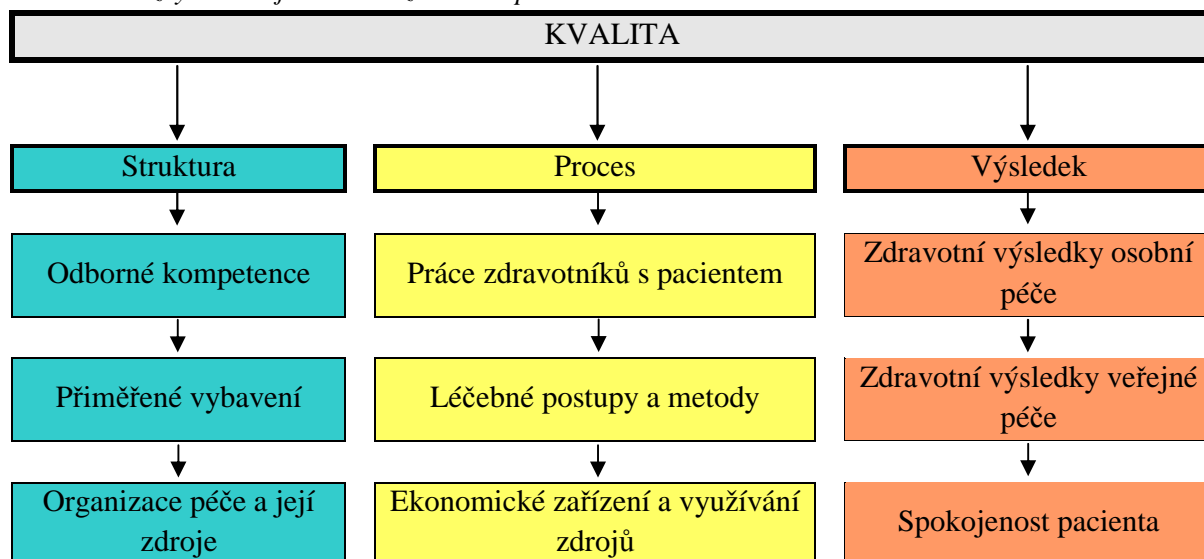 KVALITA
Struktura
Proces
Výsledek
Odborné kompetence
Práce zdravotníků s pacientem
Zdravotní výsledky osobní
péče
Přiměřené vybavení
Léčebné postupy a metody
Zdravotní výsledky veřejné
péče
Organizace péče a její
zdroje
Ekonomické zařízení a využívání
zdrojů
Spokojenost pacienta